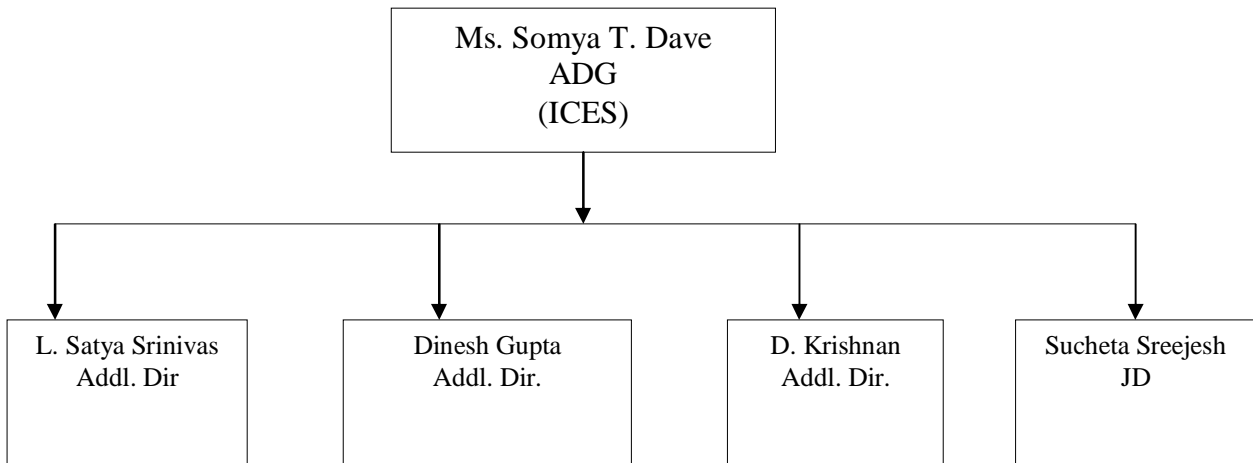 Ms. Somya T. Dave
ADG
(ICES)
L. Satya Srinivas
Addl. Dir
Dinesh Gupta
Addl. Dir.
D. Krishnan
Addl. Dir.
Sucheta Sreejesh
JD